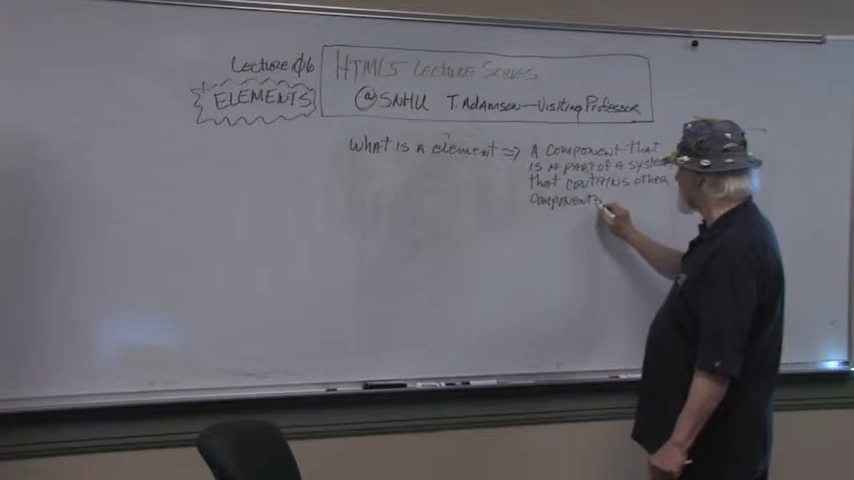 Lecture 06
ELEMENTS
HTML5 Lecture Series
@SNHU T. Adamson - Visiting Professor
What is a element ⇒ A component that
is a part of a system
that contains other
components